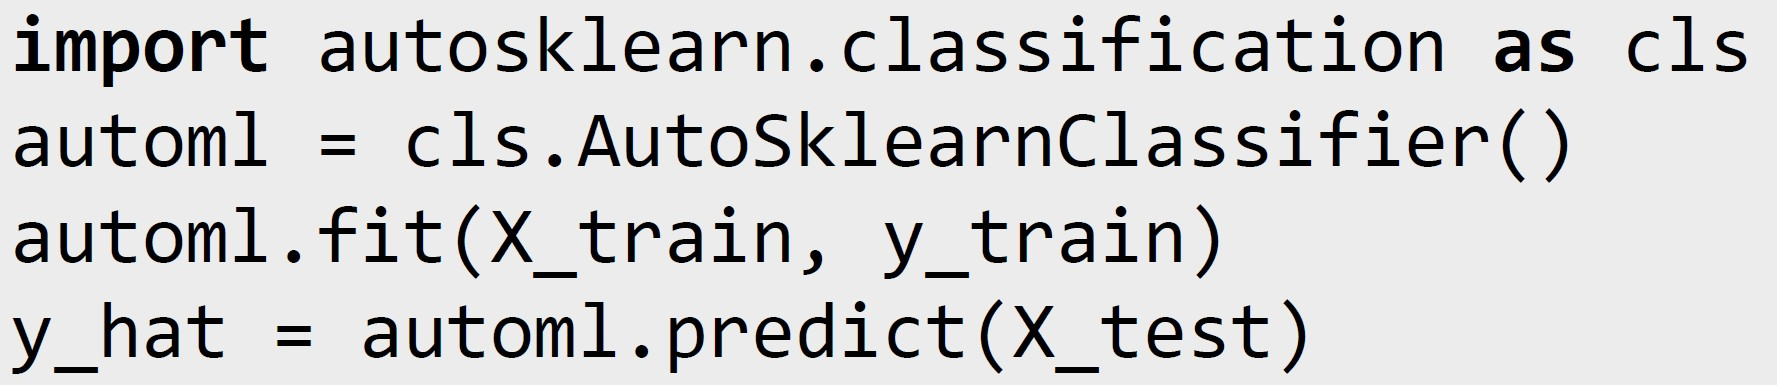 import autosklearn.classification as cls
automl = cls.AutoSklearnClassifier()
automl.fit(X_train, y_train)
y_hat = automl.predict(X_test)